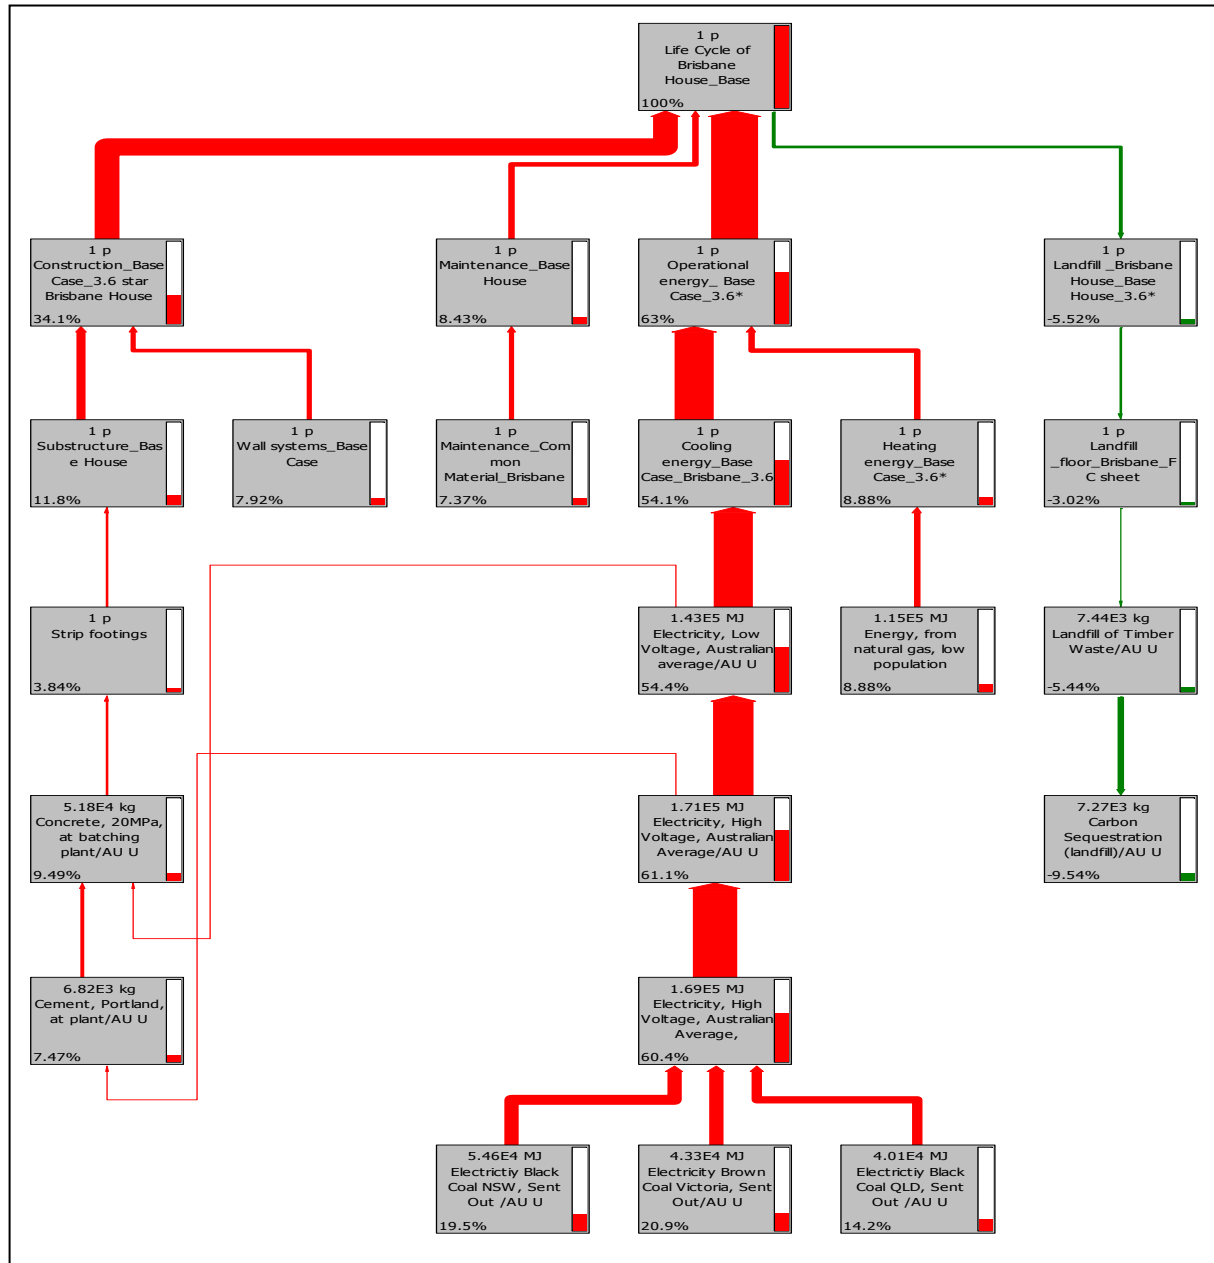 1 p
Life Cycle of
Brisbane
House_Base
100%
1 p
Construction_Base
Case_3.6 star
Brisbane House
34.1%
1 p
Maintenance_Base
House
8.43%
1 p
Operational
energy_ Base
Case_3.6*
63%
1 p
Landfill _Brisbane
House_Base
House_3.6*
-5.52%
1 p
Substructure_Bas
e House
11.8%
1 p
Wall systems_Base
Case
7.92%
1 p
Maintenance_Com
mon
Material_Brisbane
7.37%
1 p
Cooling
energy_Base
Case_Brisbane_3.6
54.1%
1 p
Heating
energy_Base
Case_3.6*
8.88%
1 p
Landfill
_floor_Brisbane_F
C sheet
-3.02%
1 p
Strip footings
3.84%
1.43E5 MJ
Electricity, Low
Voltage, Australian
average/AU U
54.4%
1.15E5 MJ
Energy, from
natural gas, low
population
8.88%
7.44E3 kg
Landfill of Timber
Waste/AU U
-5.44%
5.18E4 kg
Concrete, 20MPa,
at batching
plant/AU U
9.49%
1.71E5 MJ
Electricity, High
Voltage, Australian
Average/AU U
61.1%
7.27E3 kg
Carbon
Sequestration
(landfill)/AU U
-9.54%
6.82E3 kg
Cement, Portland,
at plant/AU U
7.47%
1.69E5 MJ
Electricity, High
Voltage, Australian
Average,
60.4%
5.46E4 MJ
Electrictiy Black
Coal NSW, Sent
Out /AU U
19.5%
4.33E4 MJ
Electricity Brown
Coal Victoria, Sent
Out/AU U
20.9%
4.01E4 MJ
Electrictiy Black
Coal QLD, Sent
Out /AU U
14.2%